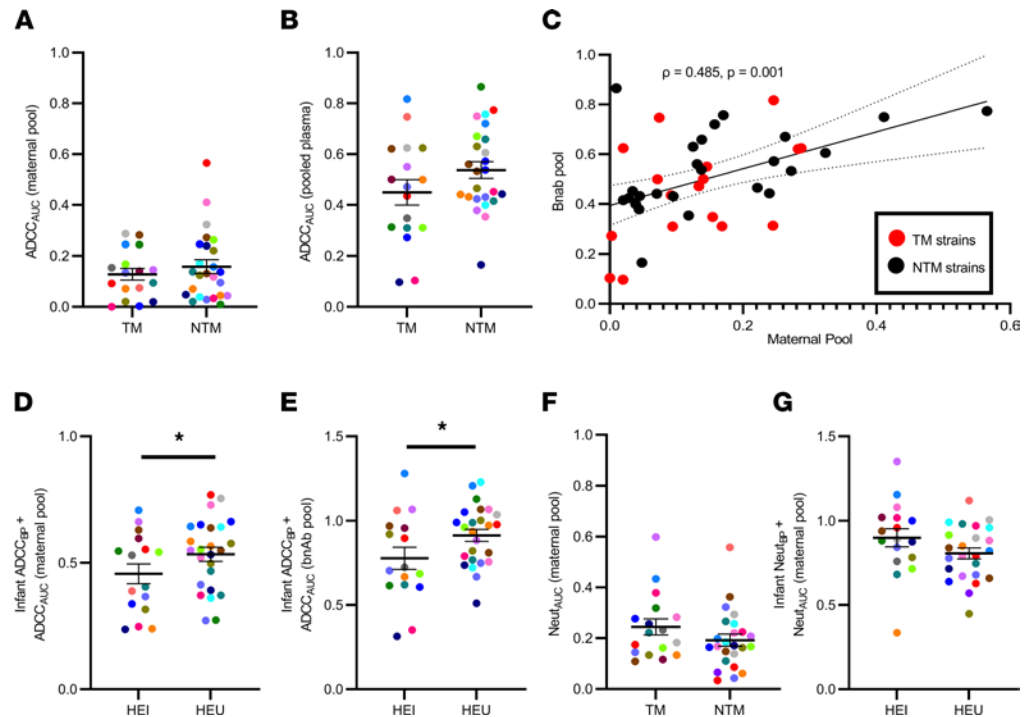 A
ADCCAUC (maternal pool)
1.0
0.8
0.6
0.4
0.2
0.0
TM
NTM
B
ADCCAUC (pooled plasma)
1.0
0.8
0.6
0.4
0.2
0.0
TM
NTM
C
Bnab pool
1.0
0.8
0.6
0.4
0.2
0.0
ρ = 0.485, p = 0.001
TM strains
NTM strains
0.0
0.2
0.4
0.6
Maternal Pool
D
Infant ADCCBP +
ADCCAUC (maternal pool)
1.0
0.5
0.0
*
HEI
HEU
E
Infant ADCCBP +
ADCCAUC (bnAb pool)
1.5
1.0
0.5
0.0
*
HEI
HEU
F
NeutAUC (maternal pool)
1.0
0.8
0.6
0.4
0.2
0.0
TM
NTM
G
Infant NeutBP +
NeutAUC (maternal pool)
1.5
1.0
0.5
0.0
HEI
HEU